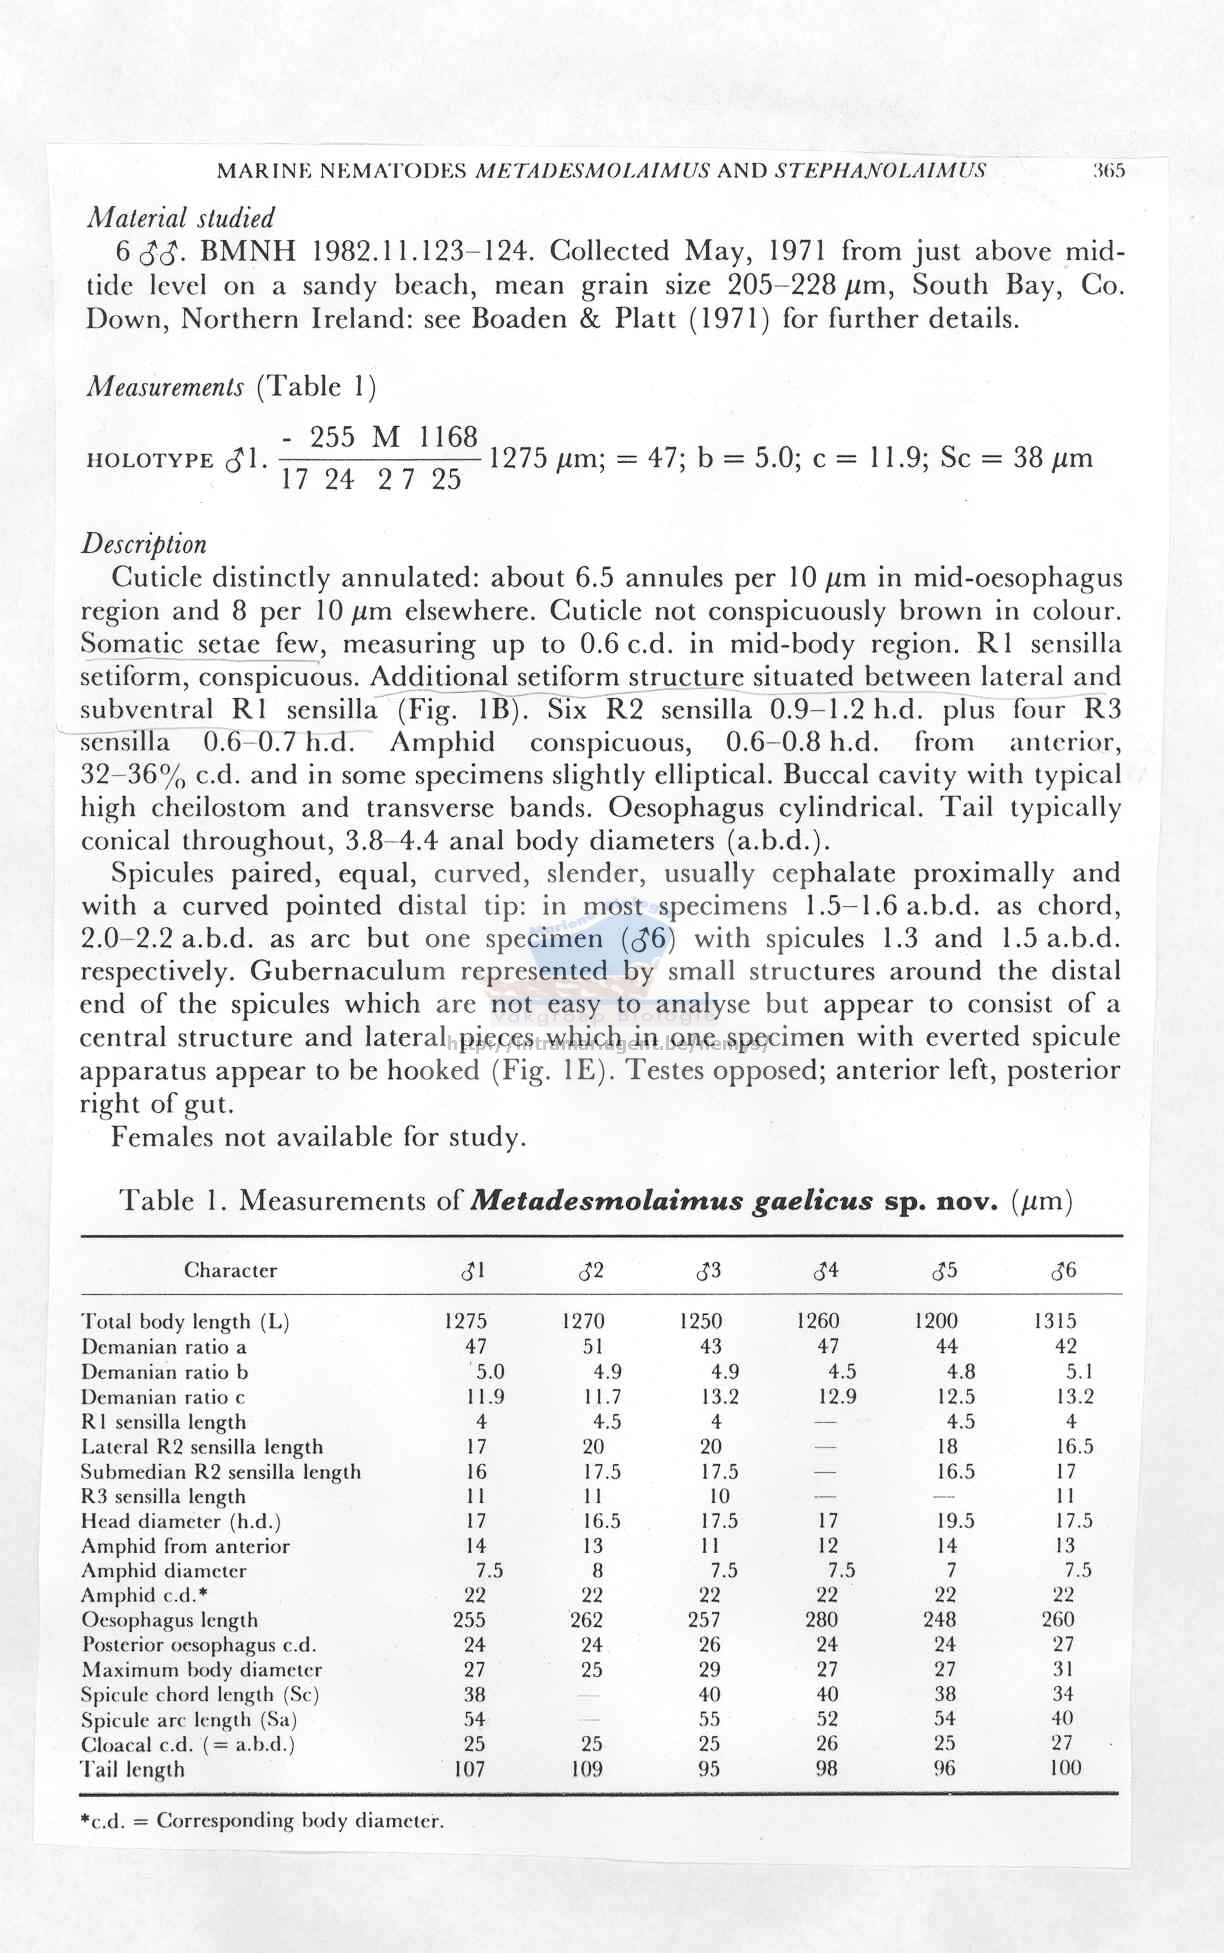 MARINE NEMATODES METADESMOLAIMUS AND STEPHANOLAIMUS 365
Material studied
6 ♂♂. BMNH 1982.11.123–124. Collected May, 1971 from just above mid-
tide level on a sandy beach, mean grain size 205–228 μm, South Bay, Co.
Down, Northern Ireland: see Boaden & Platt (1971) for further details.
Measurements (Table 1)
- 255 M 1168
HOLOTYPE ♂1. 1275 μm; = 47; b = 5.0; c = 11.9; Sc = 38 μm
17 24 2 7 25
Description
Cuticle distinctly annulated: about 6.5 annules per 10 μm in mid-oesophagus
region and 8 per 10 μm elsewhere. Cuticle not conspicuously brown in colour.
Somatic setae few, measuring up to 0.6 c.d. in mid-body region. R1 sensilla
setiform, conspicuous. Additional setiform structure situated between lateral and
subventral R1 sensilla (Fig. 1B). Six R2 sensilla 0.9–1.2 h.d. plus four R3
sensilla 0.6–0.7 h.d. Amphid conspicuous, 0.6–0.8 h.d. from anterior,
32–36% c.d. and in some specimens slightly elliptical. Buccal cavity with typical
high cheilostom and transverse bands. Oesophagus cylindrical. Tail typically
conical throughout, 3.8–4.4 anal body diameters (a.b.d.).
Spicules paired, equal, curved, slender, usually cephalate proximally and
with a curved pointed distal tip: in most specimens 1.5–1.6 a.b.d. as chord,
2.0–2.2 a.b.d. as arc but one specimen (♂6) with spicules 1.3 and 1.5 a.b.d.
respectively. Gubernaculum represented by small structures around the distal
end of the spicules which are not easy to analyse but appear to consist of a
Vakgroep Biologie
central structure and lateral pieces which in one specimen with everted spicule
apparatus appear to be hooked (Fig. 1E). Testes opposed; anterior left, posterior
right of gut.
Females not available for study.
Table 1. Measurements of Metadesmolaimus gaelicus sp. nov. (μm)
Character ♂1 ♂2 ♂3 ♂4 ♂5 ♂6
Total body length (L) 1275 1270 1250 1260 1200 1315
Demanian ratio a 47 51 43 47 44 42
Demanian ratio b 5.0 4.9 4.9 4.5 4.8 5.1
Demanian ratio c 11.9 11.7 13.2 12.9 12.5 13.2
R1 sensilla length 4 4.5 4 — 4.5 4
Lateral R2 sensilla length 17 20 20 — 18 16.5
Submedian R2 sensilla length 16 17.5 17.5 — 16.5 17
R3 sensilla length 11 11 10 — — 11
Head diameter (h.d.) 17 16.5 17.5 17 19.5 17.5
Amphid from anterior 14 13 11 12 14 13
Amphid diameter 7.5 8 7.5 7.5 7 7.5
Amphid c.d.* 22 22 22 22 22 22
Oesophagus length 255 262 257 280 248 260
Posterior oesophagus c.d. 24 24 26 24 24 27
Maximum body diameter 27 25 29 27 27 31
Spicule chord length (Sc) 38 — 40 40 38 34
Spicule arc length (Sa) 54 — 55 52 54 40
Cloacal c.d. (= a.b.d.) 25 25 25 26 25 27
Tail length 107 109 95 98 96 100
*c.d. = Corresponding body diameter.